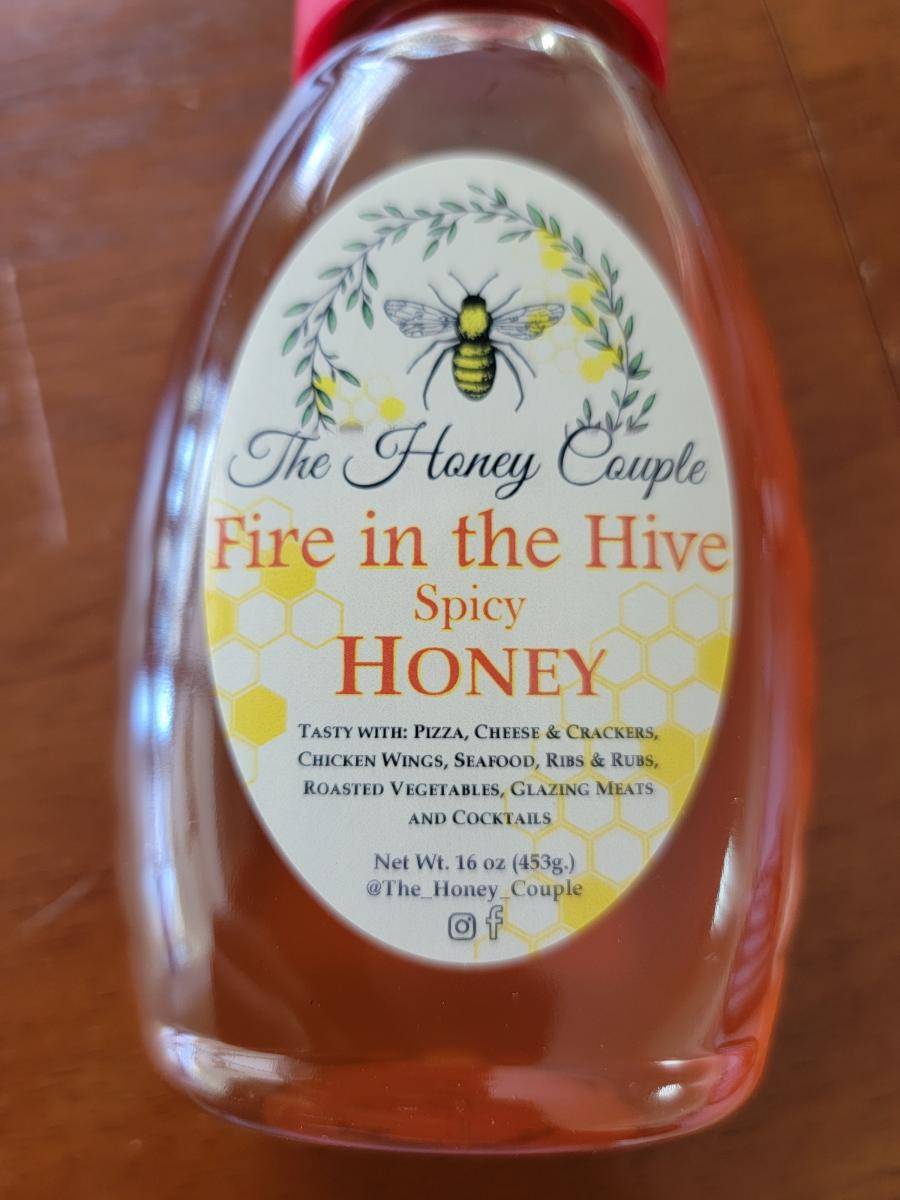 The Honey Couple
Fire in the Hive
Spicy
HONEY
TASTY WITH: PIZZA, CHEESE & CRACKERS,
CHICKEN WINGS, SEAFOOD, RIBS & RUBS,
ROASTED VEGETABLES, GLAZING MEATS
AND COCKTAILS
Net Wt. 16 oz (453g.)
@The_Honey_Couple